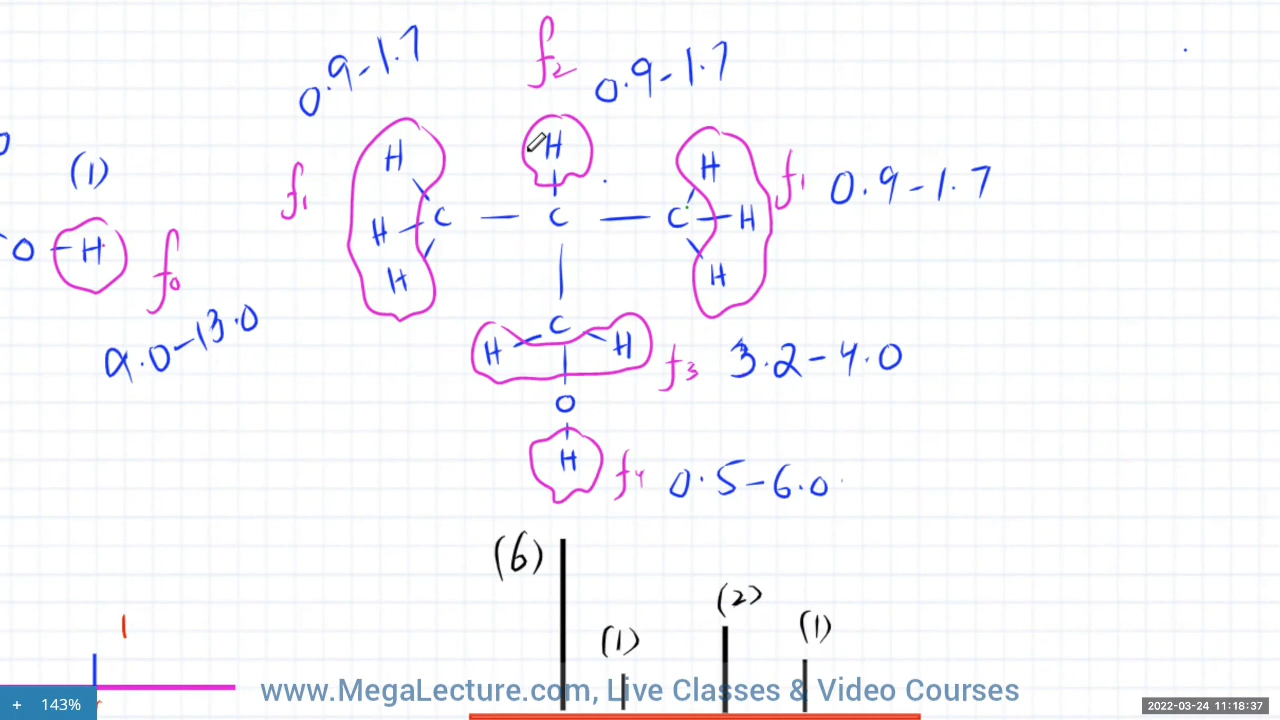 f2
0.9-1.7
0.9-1.7
(1)
H
H
H
f1
f1
0.9-1.7
H - C - C - C - H
O - H
f0
H
H
9.0-13.0
C
H
H
f3
3.2-4.0
O
H
f4
0.5-6.0
(6)
(2)
(1)
(1)
1
www.MegaLecture.com, Live Classes & Video Courses
+ 143%
2022-03-24 11:18:37